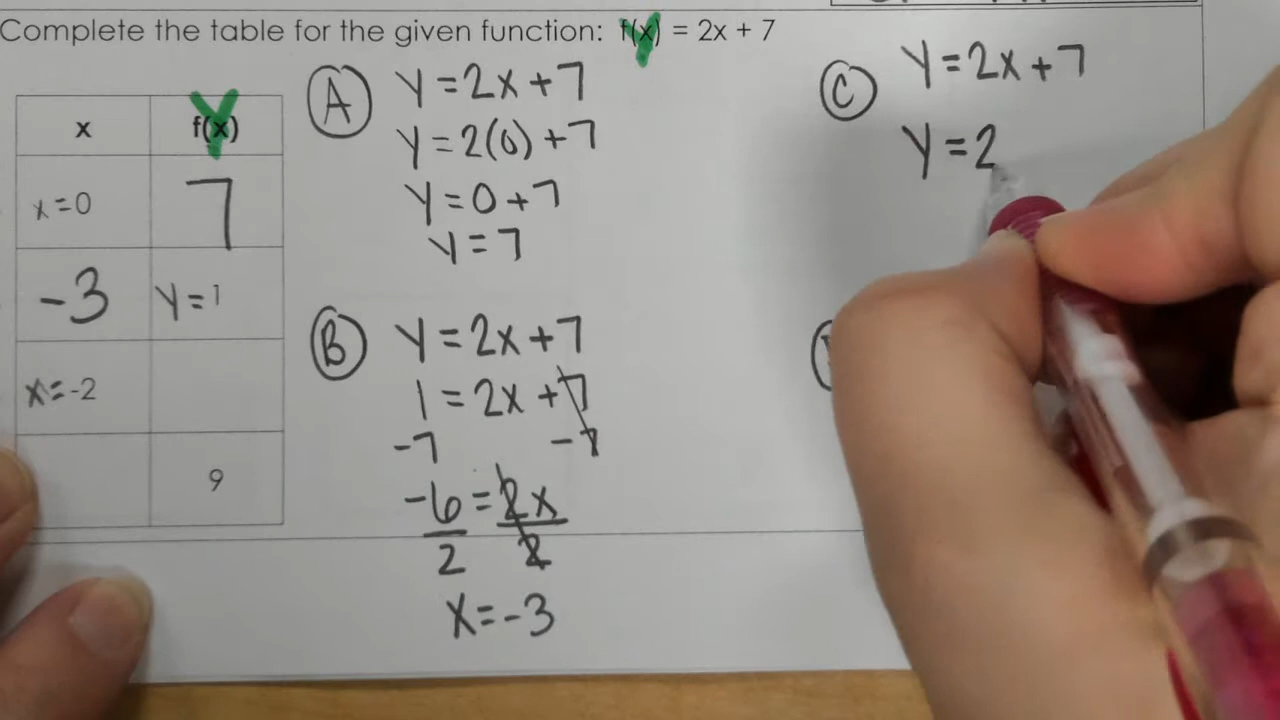 Complete the table for the given function: f(x) = 2x + 7
Y
x f(x)
Y
x=0 7
-3 Y=1
x=-2
9
A Y=2x+7
Y=2(0)+7
Y=0+7
Y=7
B Y=2x+7
1=2x+7
-7 -7
-6=2x
2 2
x=-3
C Y=2x+7
Y=2